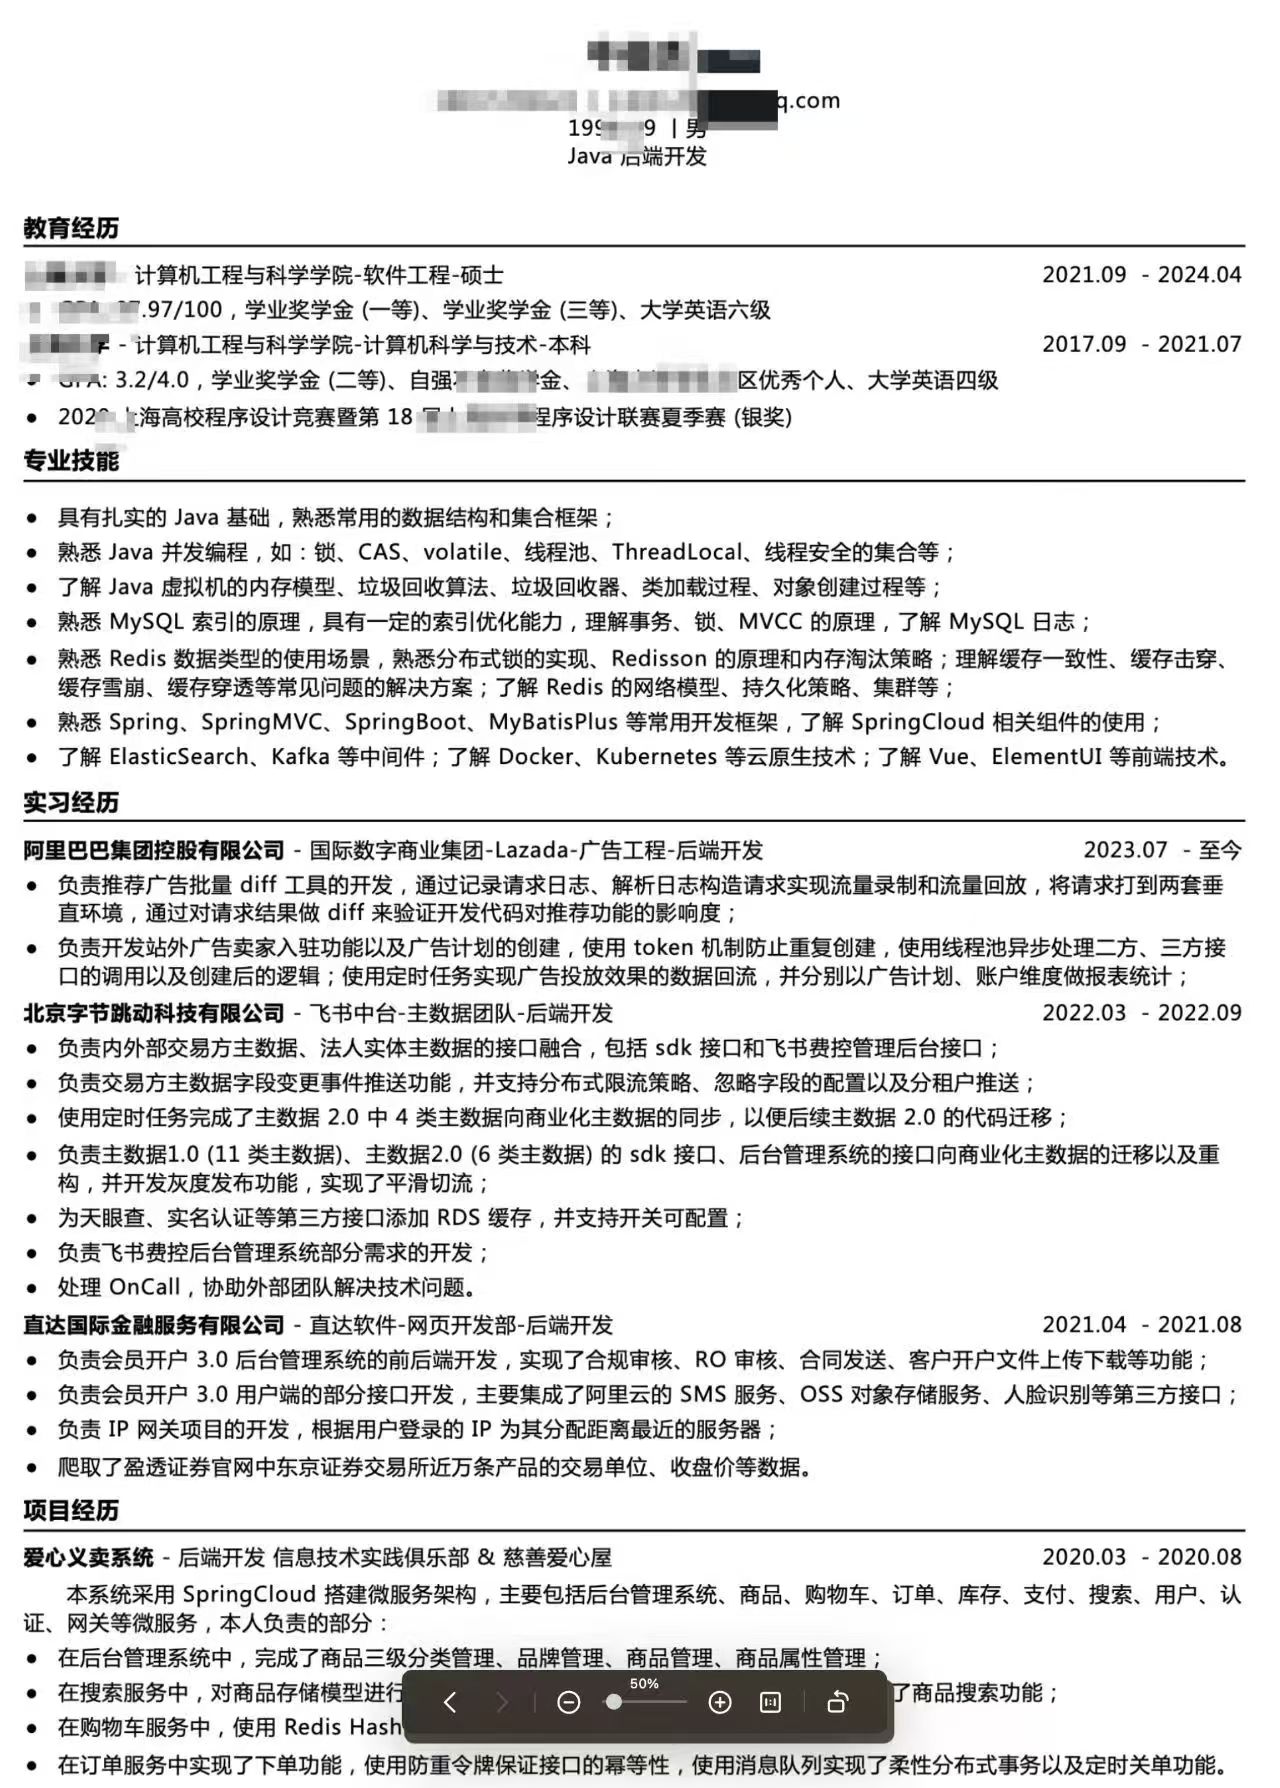 q.com
199 9 | 男
Java 后端开发
教育经历
- 计算机工程与科学学院-软件工程-硕士 2021.09 - 2024.04
.97/100，学业奖学金 (一等)、学业奖学金 (三等)、大学英语六级
- 计算机工程与科学学院-计算机科学与技术-本科 2017.09 - 2021.07
GPA: 3.2/4.0，学业奖学金 (二等)、自强 金、 区优秀个人、大学英语四级
● 202 上海高校程序设计竞赛暨第 18 程序设计联赛夏季赛 (银奖)
专业技能
● 具有扎实的 Java 基础，熟悉常用的数据结构和集合框架；
● 熟悉 Java 并发编程，如：锁、CAS、volatile、线程池、ThreadLocal、线程安全的集合等；
● 了解 Java 虚拟机的内存模型、垃圾回收算法、垃圾回收器、类加载过程、对象创建过程等；
● 熟悉 MySQL 索引的原理，具有一定的索引优化能力，理解事务、锁、MVCC 的原理，了解 MySQL 日志；
● 熟悉 Redis 数据类型的使用场景，熟悉分布式锁的实现、Redisson 的原理和内存淘汰策略；理解缓存一致性、缓存击穿、
缓存雪崩、缓存穿透等常见问题的解决方案；了解 Redis 的网络模型、持久化策略、集群等；
● 熟悉 Spring、SpringMVC、SpringBoot、MyBatisPlus 等常用开发框架，了解 SpringCloud 相关组件的使用；
● 了解 ElasticSearch、Kafka 等中间件；了解 Docker、Kubernetes 等云原生技术；了解 Vue、ElementUI 等前端技术。
实习经历
阿里巴巴集团控股有限公司 - 国际数字商业集团-Lazada-广告工程-后端开发 2023.07 - 至今
● 负责推荐广告批量 diff 工具的开发，通过记录请求日志、解析日志构造请求实现流量录制和流量回放，将请求打到两套垂
直环境，通过对请求结果做 diff 来验证开发代码对推荐功能的影响度；
● 负责开发站外广告卖家入驻功能以及广告计划的创建，使用 token 机制防止重复创建，使用线程池异步处理二方、三方接
口的调用以及创建后的逻辑；使用定时任务实现广告投放效果的数据回流，并分别以广告计划、账户维度做报表统计；
北京字节跳动科技有限公司 - 飞书中台-主数据团队-后端开发 2022.03 - 2022.09
● 负责内外部交易方主数据、法人实体主数据的接口融合，包括 sdk 接口和飞书费控管理后台接口；
● 负责交易方主数据字段变更事件推送功能，并支持分布式限流策略、忽略字段的配置以及分租户推送；
● 使用定时任务完成了主数据 2.0 中 4 类主数据向商业化主数据的同步，以便后续主数据 2.0 的代码迁移；
● 负责主数据1.0 (11 类主数据)、主数据2.0 (6 类主数据) 的 sdk 接口、后台管理系统的接口向商业化主数据的迁移以及重
构，并开发灰度发布功能，实现了平滑切流；
● 为天眼查、实名认证等第三方接口添加 RDS 缓存，并支持开关可配置；
● 负责飞书费控后台管理系统部分需求的开发；
● 处理 OnCall，协助外部团队解决技术问题。
直达国际金融服务有限公司 - 直达软件-网页开发部-后端开发 2021.04 - 2021.08
● 负责会员开户 3.0 后台管理系统的前后端开发，实现了合规审核、RO 审核、合同发送、客户开户文件上传下载等功能；
● 负责会员开户 3.0 用户端的部分接口开发，主要集成了阿里云的 SMS 服务、OSS 对象存储服务、人脸识别等第三方接口；
● 负责 IP 网关项目的开发，根据用户登录的 IP 为其分配距离最近的服务器；
● 爬取了盈透证券官网中东京证券交易所近万条产品的交易单位、收盘价等数据。
项目经历
爱心义卖系统 - 后端开发 信息技术实践俱乐部 & 慈善爱心屋 2020.03 - 2020.08
本系统采用 SpringCloud 搭建微服务架构，主要包括后台管理系统、商品、购物车、订单、库存、支付、搜索、用户、认
证、网关等微服务，本人负责的部分：
● 在后台管理系统中，完成了商品三级分类管理、品牌管理、商品管理、商品属性管理；
50%
● 在搜索服务中，对商品存储模型进行 了商品搜索功能；
● 在购物车服务中，使用 Redis Hash
● 在订单服务中实现了下单功能，使用防重令牌保证接口的幂等性，使用消息队列实现了柔性分布式事务以及定时关单功能。